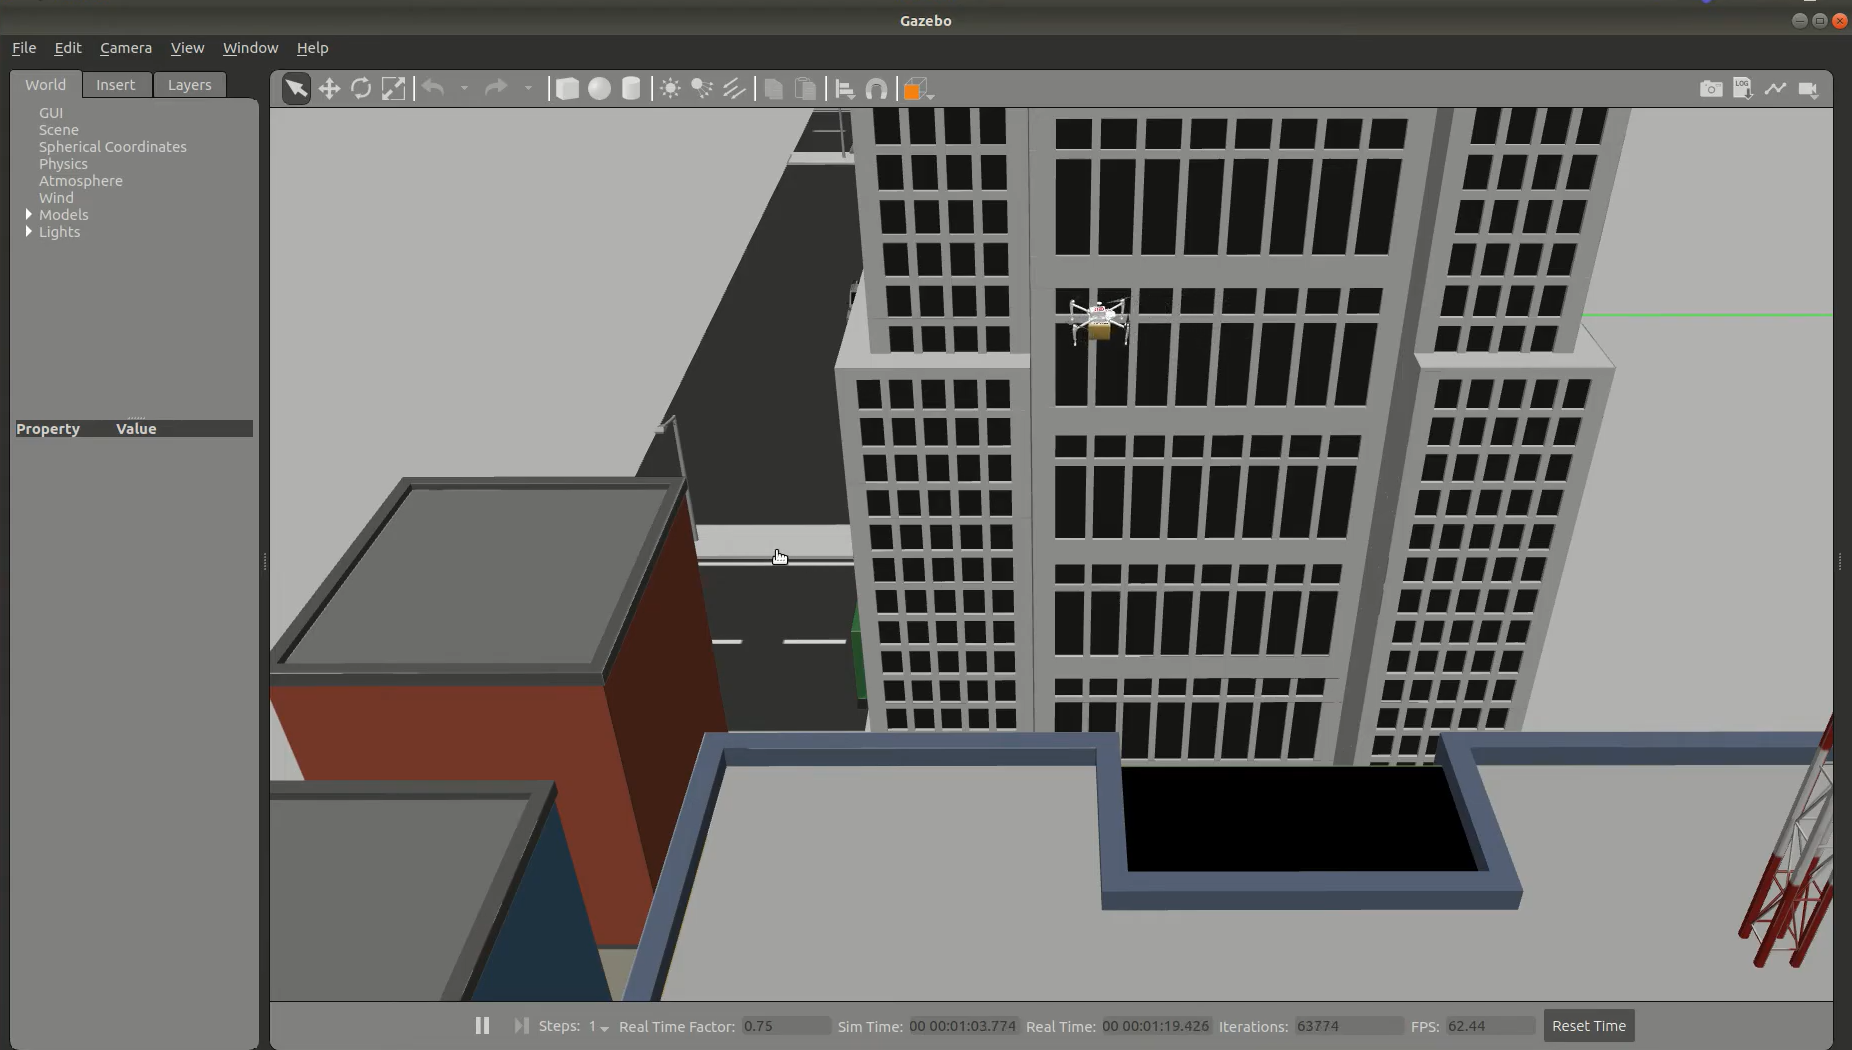 Gazebo
File Edit Camera View Window Help
World Insert Layers
LOG
GUI
Scene
Spherical Coordinates
Physics
Atmosphere
Wind
Models
Lights
Property Value
Steps: 1 Real Time Factor: 0.75 Sim Time: 00 00:01:03.774 Real Time: 00 00:01:19.426 Iterations: 63774 FPS: 62.44 Reset Time